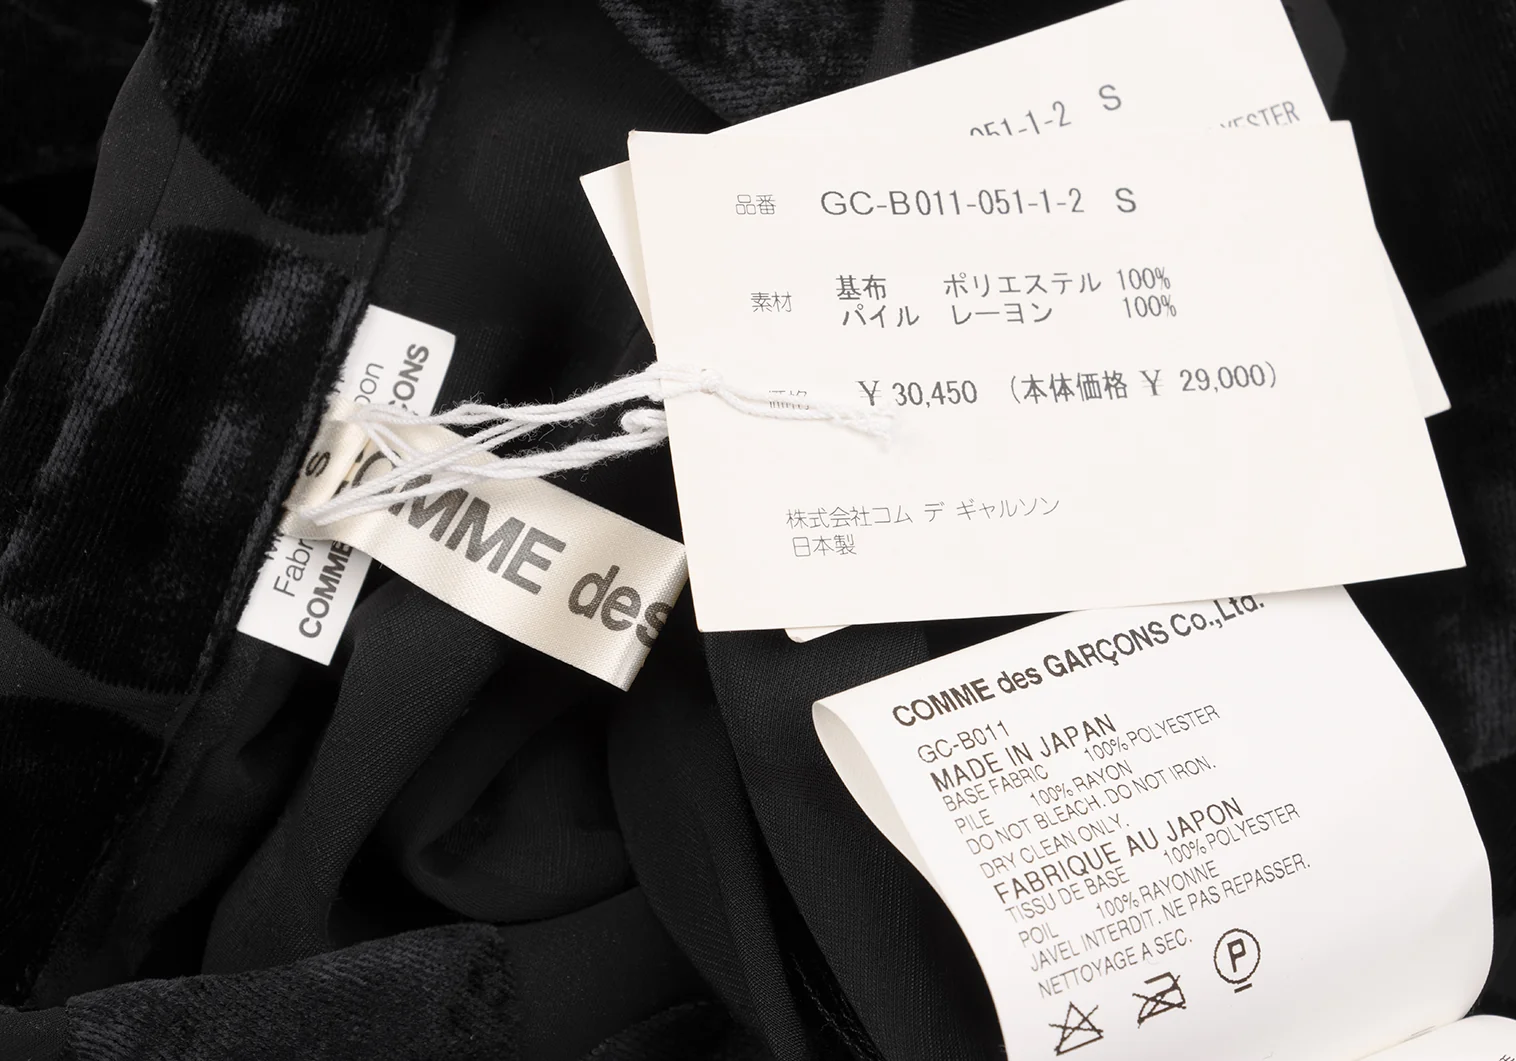 051-1-2 S
YESTER
品番 GC-B011-051-1-2 S
素材 基布 ポリエステル 100%
パイル レーヨン 100%
価格 ¥ 30,450 (本体価格 ¥ 29,000)
株式会社コム デ ギャルソン
日本製
S
COMME des
Fabr
COMME
COMME des GARÇONS Co.,Ltd.
GC-B011
MADE IN JAPAN
BASE FABRIC 100% POLYESTER
PILE 100% RAYON
DO NOT BLEACH. DO NOT IRON.
DRY CLEAN ONLY.
FABRIQUE AU JAPON
TISSU DE BASE 100% POLYESTER
POIL 100% RAYONNE
JAVEL INTERDIT. NE PAS REPASSER.
NETTOYAGE A SEC.
P